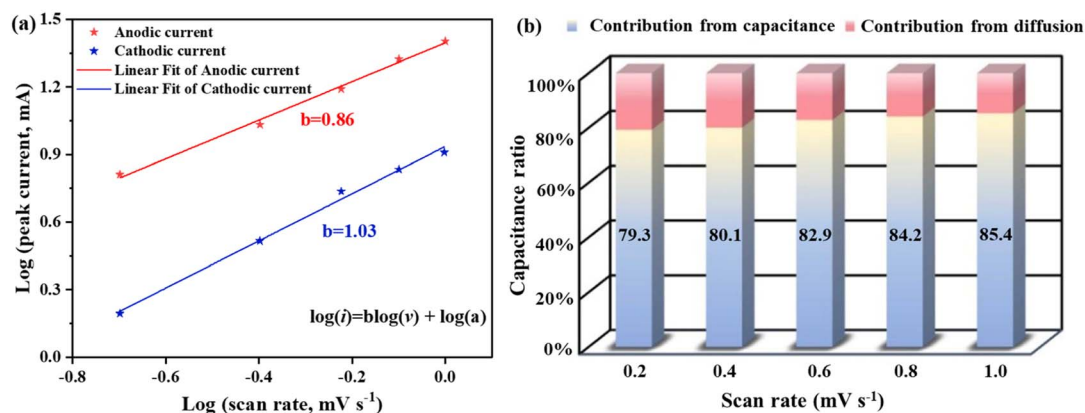 (a)
Log (peak current, mA)
1.5
1.2
0.9
0.6
0.3
0.0
Anodic current
Cathodic current
Linear Fit of Anodic current
Linear Fit of Cathodic current
b=0.86
b=1.03
log(i)=blog(v) + log(a)
-0.8
-0.6
-0.4
-0.2
0.0
Log (scan rate, mV s⁻¹)
(b)
Contribution from capacitance
Contribution from diffusion
Capacitance ratio
100%
80%
60%
40%
20%
0%
79.3
80.1
82.9
84.2
85.4
0.2
0.4
0.6
0.8
1.0
Scan rate (mV s⁻¹)